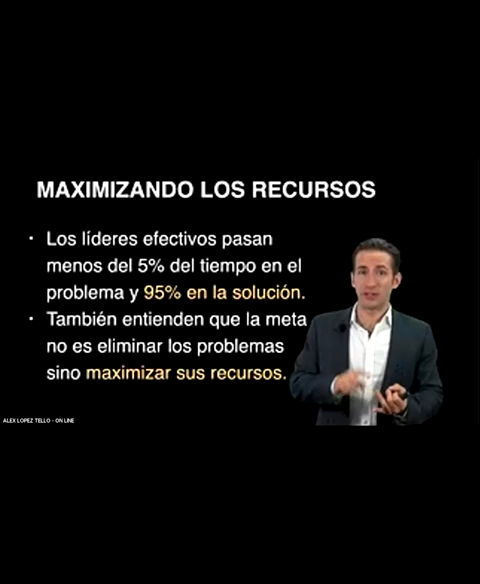 MAXIMIZANDO LOS RECURSOS
• Los líderes efectivos pasan
menos del 5% del tiempo en el
problema y 95% en la solución.
• También entienden que la meta
no es eliminar los problemas
sino maximizar sus recursos.
ALEX LOPEZ TELLO - ON LINE